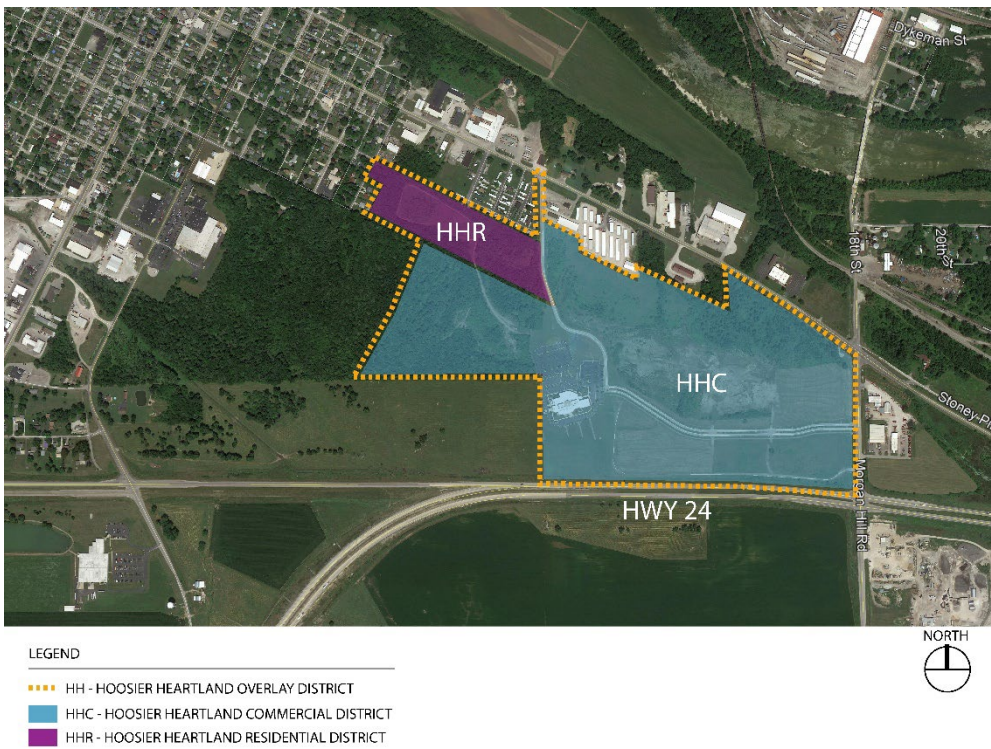 Dykeman St
HHR
18th St
20th St
HHC
Stoney Pi
HWY 24
Morgan Hill Rd
NORTH
LEGEND
HH - HOOSIER HEARTLAND OVERLAY DISTRICT
HHC - HOOSIER HEARTLAND COMMERCIAL DISTRICT
HHR - HOOSIER HEARTLAND RESIDENTIAL DISTRICT